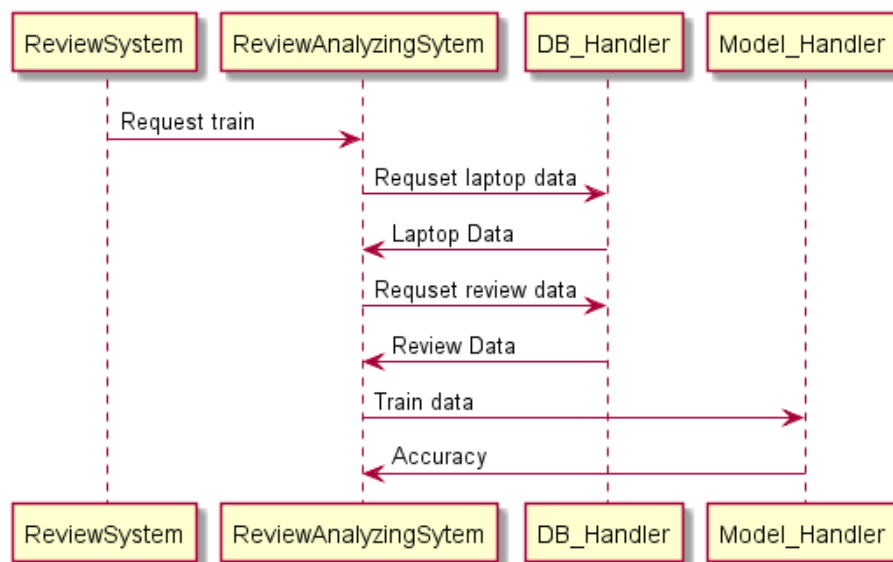 ReviewSystem ReviewAnalyzingSytem DB_Handler Model_Handler
Request train
Requset laptop data
Laptop Data
Requset review data
Review Data
Train data
Accuracy
ReviewSystem ReviewAnalyzingSytem DB_Handler Model_Handler